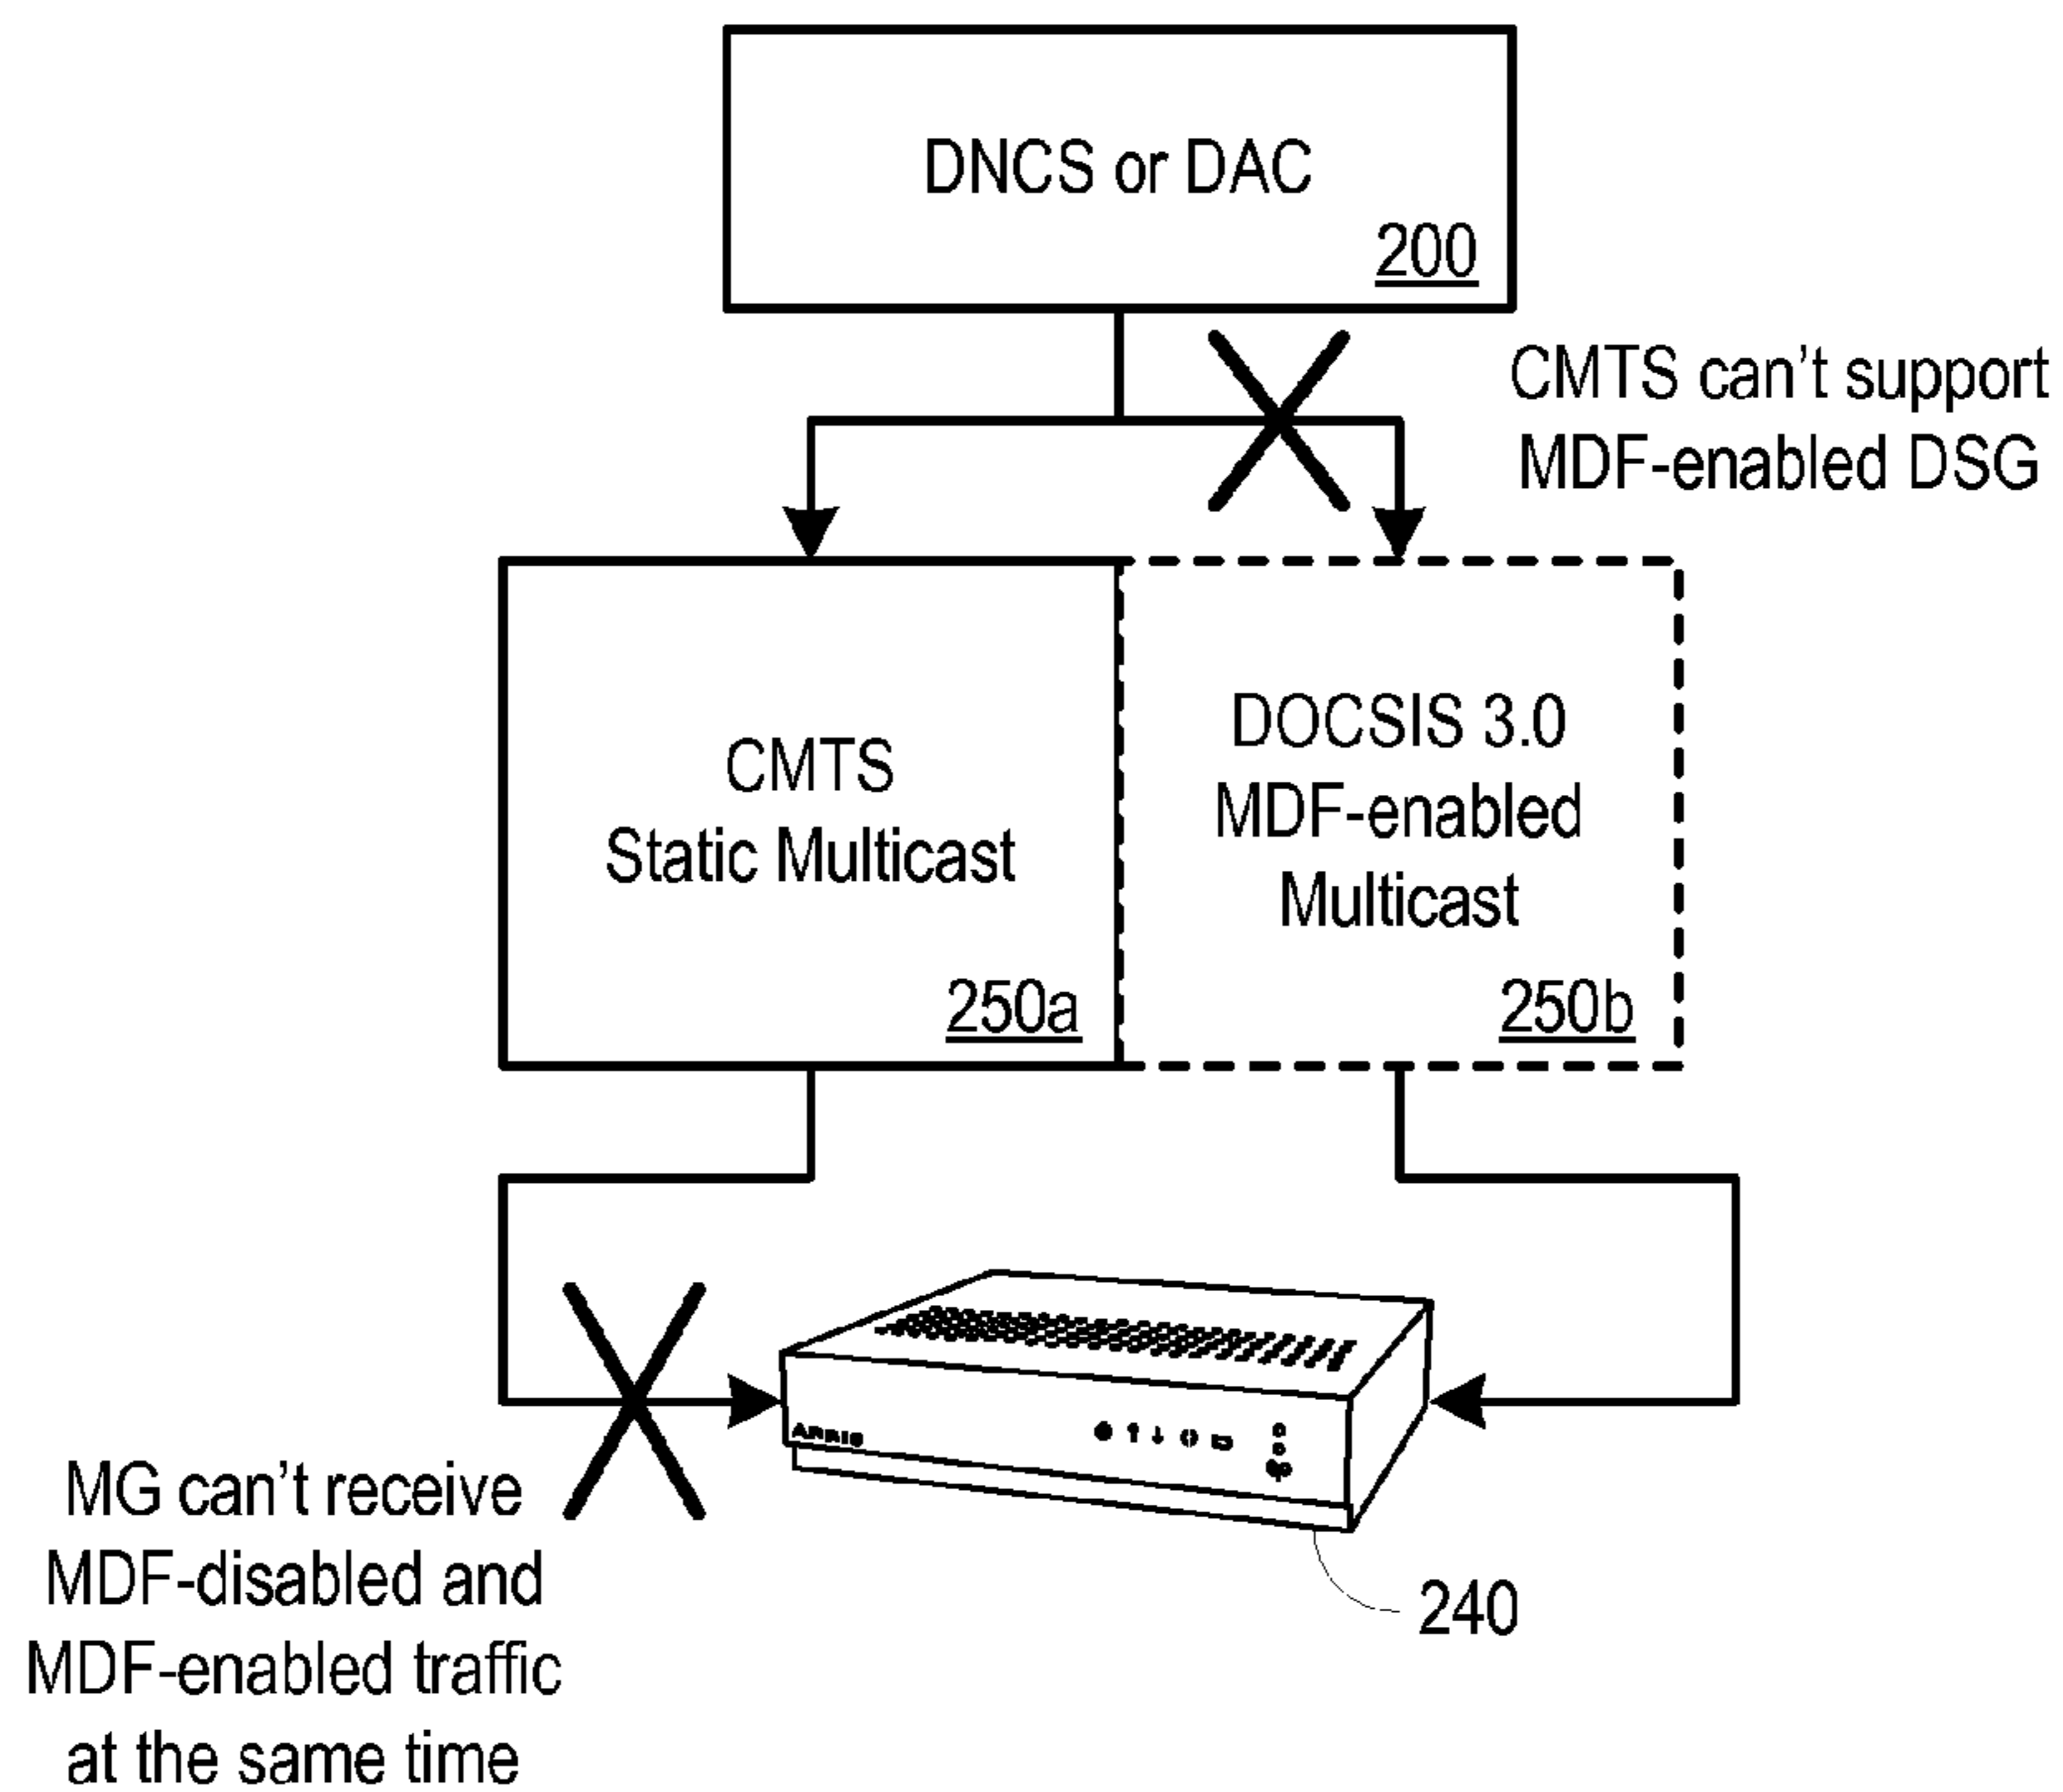 DNCS or DAC
200
CMTS can't support
MDF-enabled DSG
CMTS
Static Multicast
250a
DOCSIS 3.0
MDF-enabled
Multicast
250b
ARRIS
MG can't receive
MDF-disabled and
MDF-enabled traffic
at the same time
240